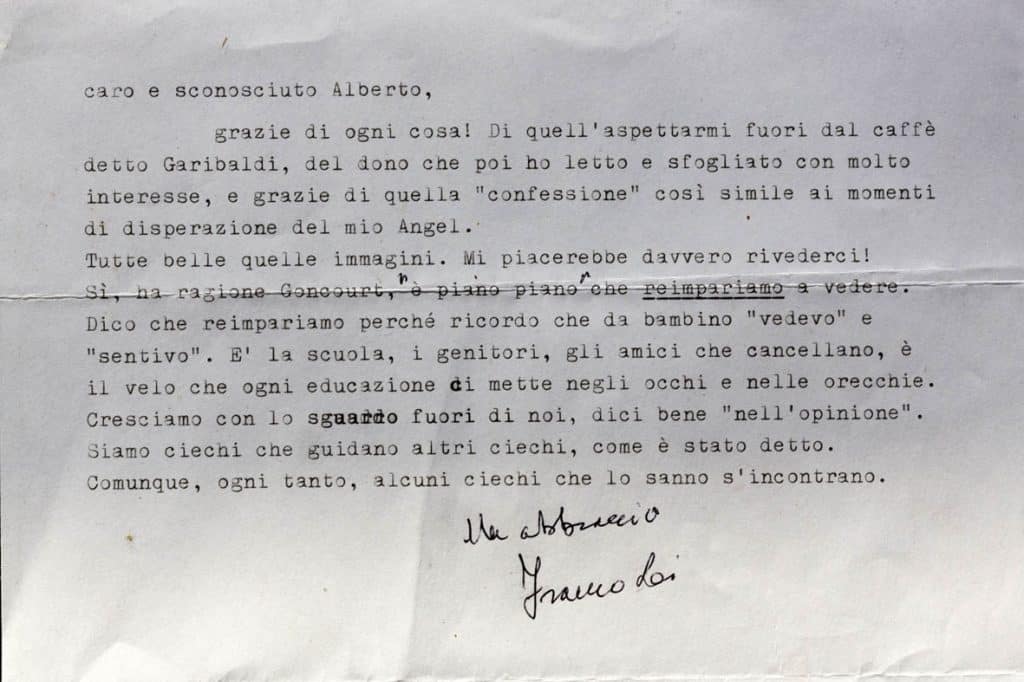 caro e sconosciuto Alberto,
grazie di ogni cosa! Di quell'aspettarmi fuori dal caffè
detto Garibaldi, del dono che poi ho letto e sfogliato con molto
interesse, e grazie di quella "confessione" così simile ai momenti
di disperazione del mio Angel.
Tutte belle quelle immagini. Mi piacerebbe davvero rivederci!
Sì, ha ragione Goncourt, "è piano piano" che reimpariamo a vedere.
Dico che reimpariamo perché ricordo che da bambino "vedevo" e
"sentivo". E' la scuola, i genitori, gli amici che cancellano, è
il velo che ogni educazione ci mette negli occhi e nelle orecchie.
Cresciamo con lo sguardo fuori di noi, dici bene "nell'opinione".
Siamo ciechi che guidano altri ciechi, come è stato detto.
Comunque, ogni tanto, alcuni ciechi che lo sanno s'incontrano.
Un abbraccio
Franco Loi